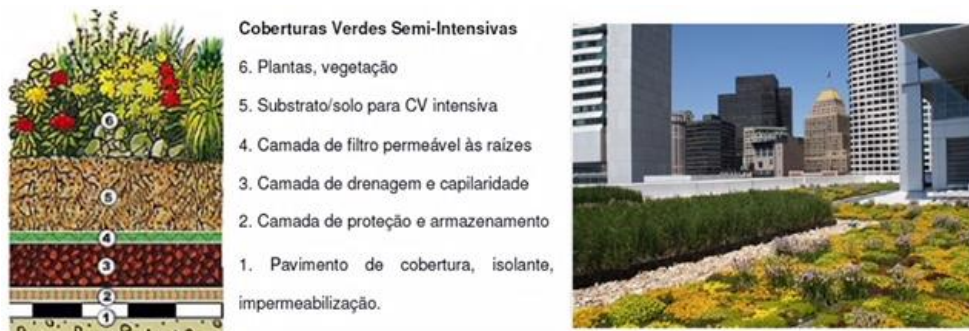 Coberturas Verdes Semi-Intensivas
6. Plantas, vegetação
5. Substrato/solo para CV intensiva
4. Camada de filtro permeável às raízes
3. Camada de drenagem e capilaridade
2. Camada de proteção e armazenamento
1. Pavimento de cobertura, isolante,
impermeabilização.
6
5
4
3
2
1